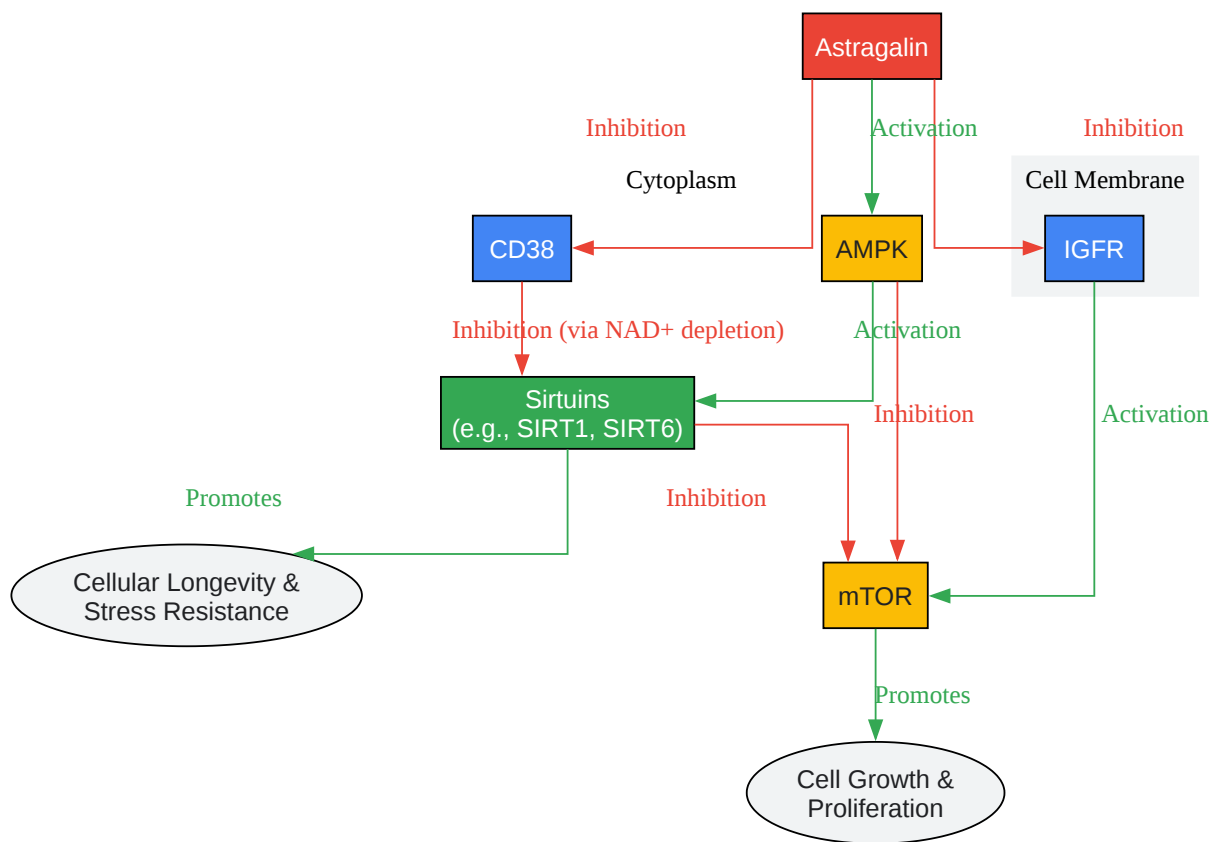 Astragalin
Inhibition
Activation
Inhibition
Cytoplasm
Cell Membrane
CD38
AMPK
IGFR
Inhibition (via NAD+ depletion)
Activation
Sirtuins
(e.g., SIRT1, SIRT6)
Inhibition
Activation
Promotes
Inhibition
Cellular Longevity &
Stress Resistance
mTOR
Promotes
Cell Growth &
Proliferation